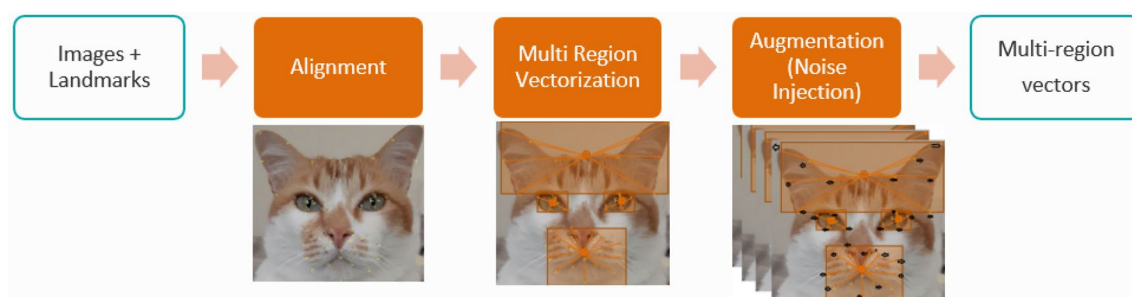 Images +
Landmarks
Alignment
Multi Region
Vectorization
Augmentation
(Noise
Injection)
Multi-region
vectors